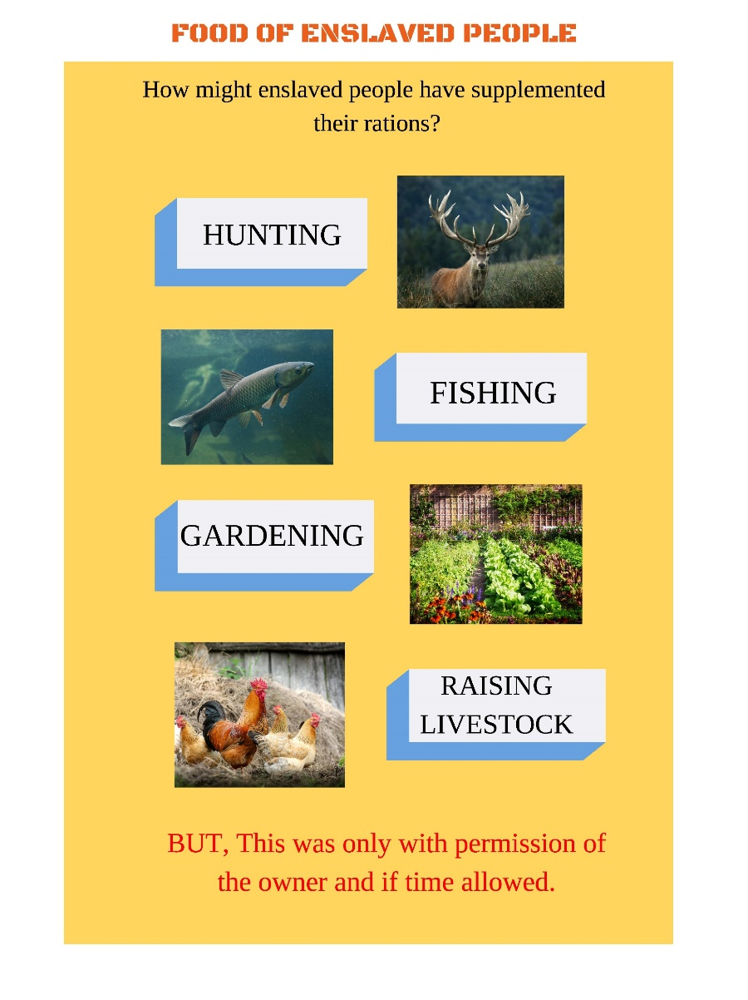 FOOD OF ENSLAVED PEOPLE
How might enslaved people have supplemented
their rations?
HUNTING
FISHING
GARDENING
RAISING
LIVESTOCK
BUT, This was only with permission of
the owner and if time allowed.